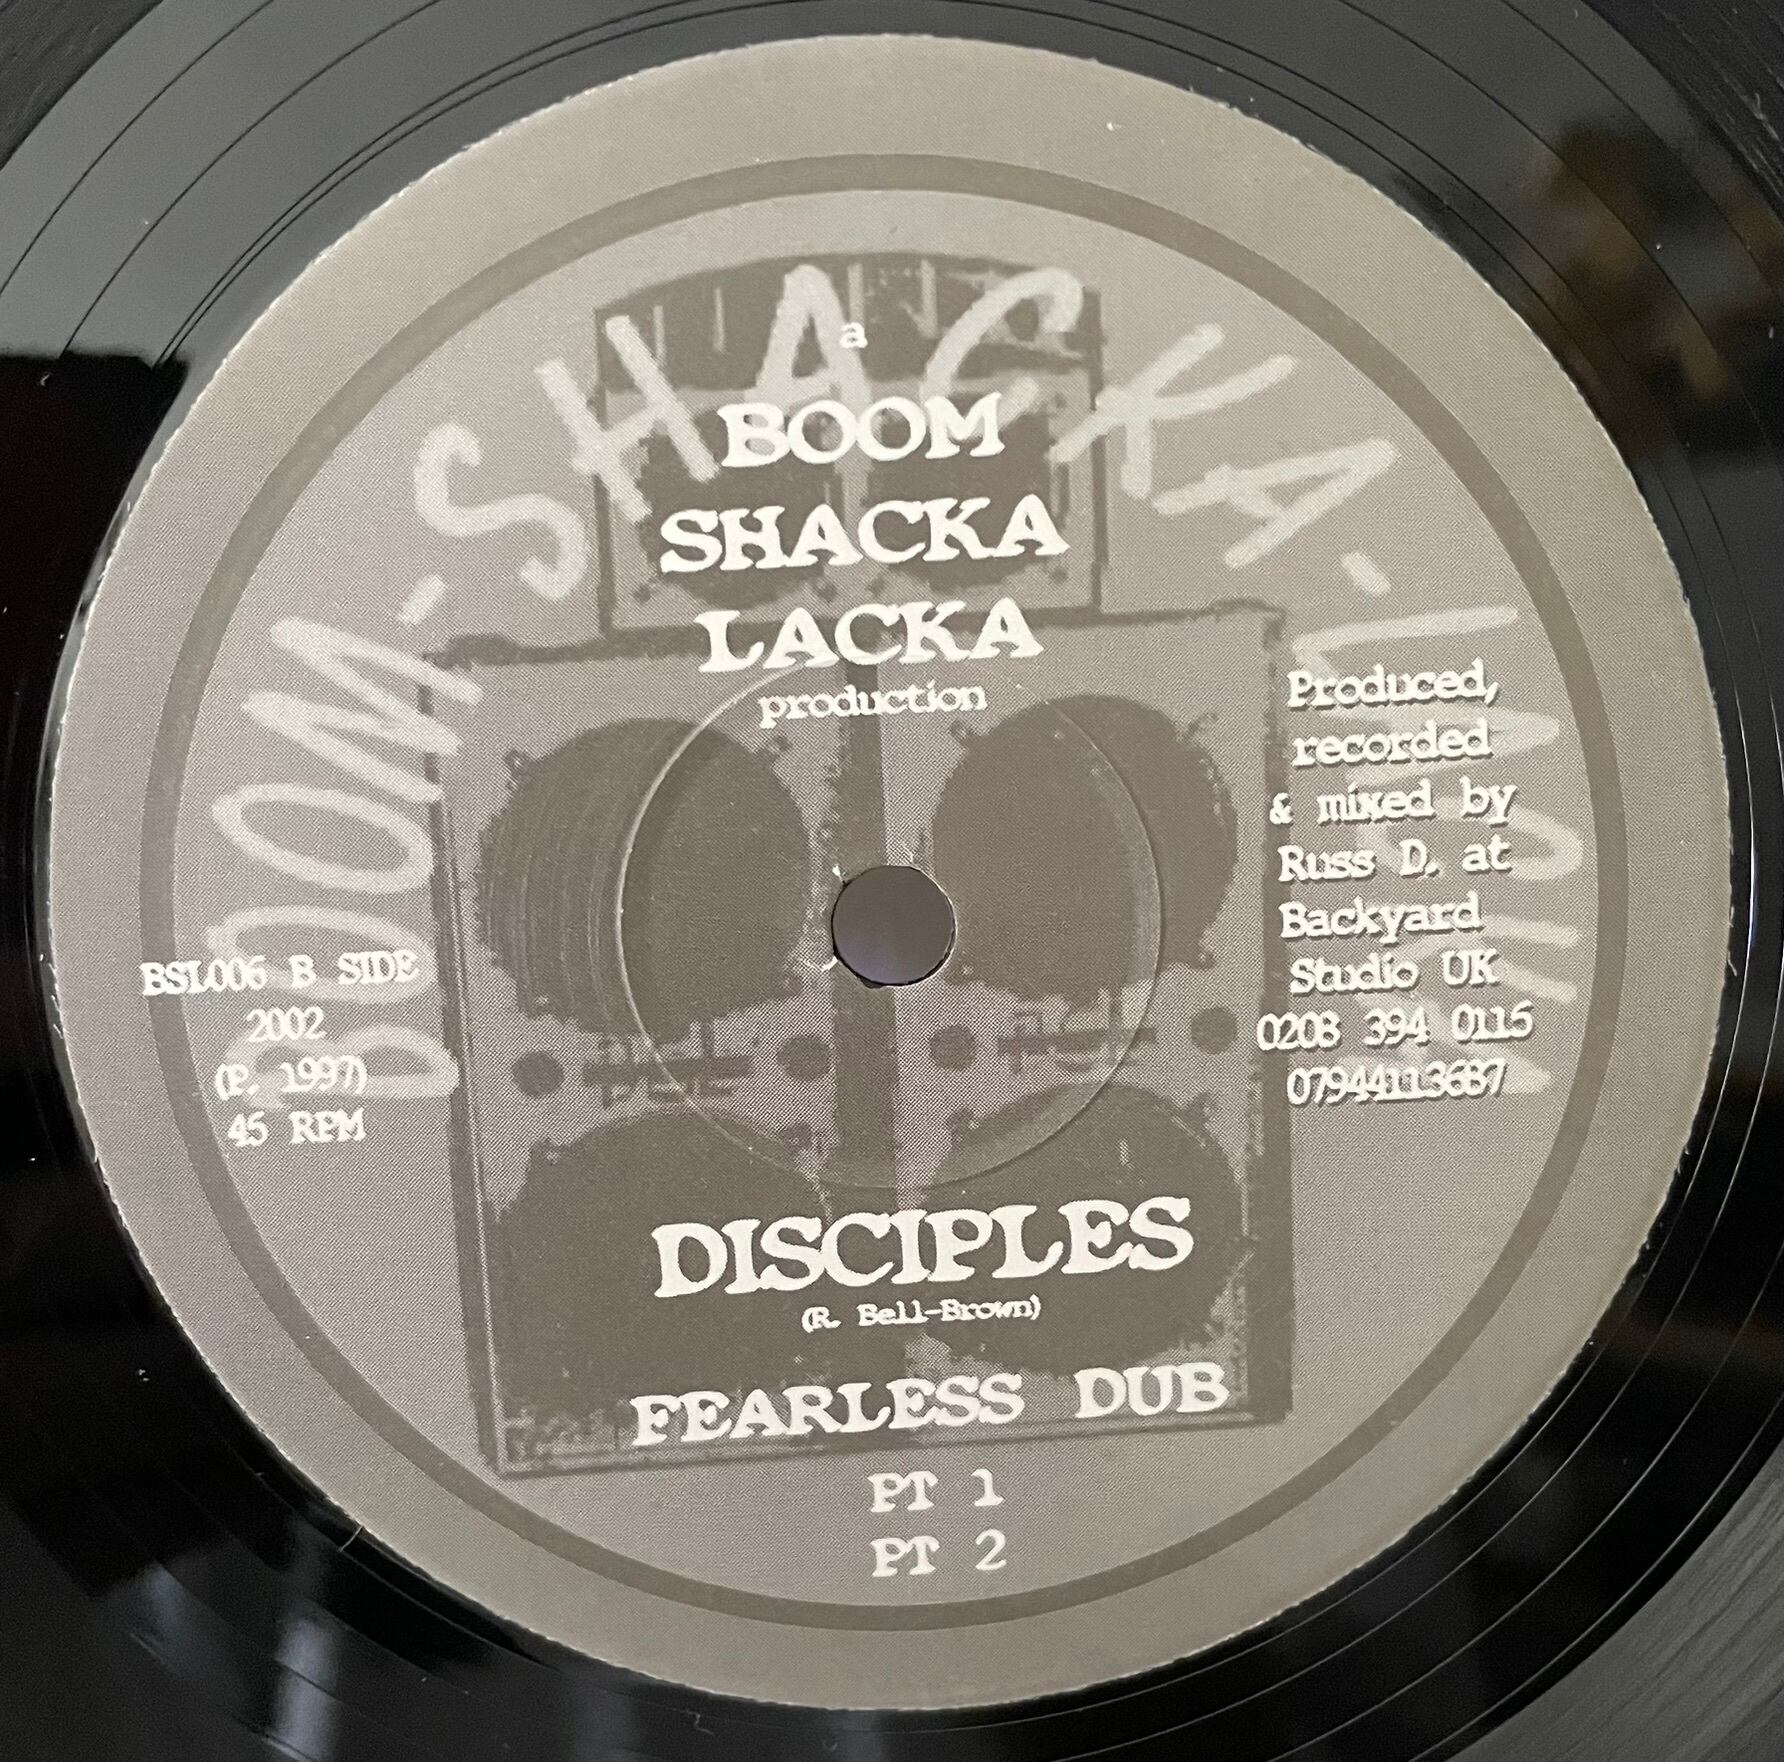 BOOM-SHACKA-LACKA
a
BOOM
SHACKA
LACKA
production
BSL006 B SIDE
2002
(P. 1997)
45 RPM
Produced,
recorded
& mixed by
Russ D. at
Backyard
Studio UK
0208 394 0115
07944113687
DISCIPLES
(R. Bell-Brown)
FEARLESS DUB
PT 1
PT 2